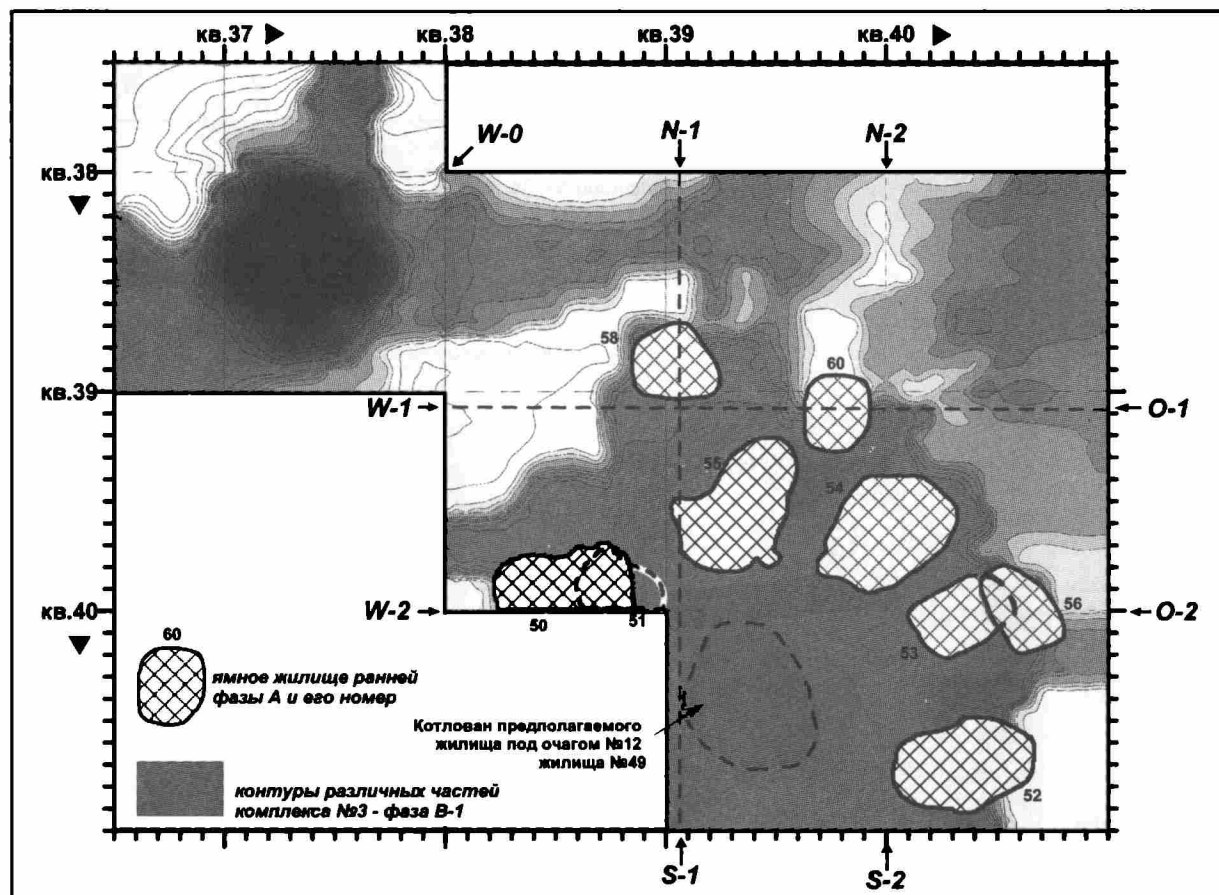 кв.37 кв.38 кв.39 кв.40
W-0 N-1 N-2
кв.38
58
60
кв.39
W-1 O-1
55
54
кв.40
W-2 O-2
50 51
53
56
60
ямное жилище ранней
фазы А и его номер
Котлован предполагаемого
жилища под очагом №12
жилища №49
контуры различных частей
комплекса №3 - фаза В-1
52
S-1 S-2